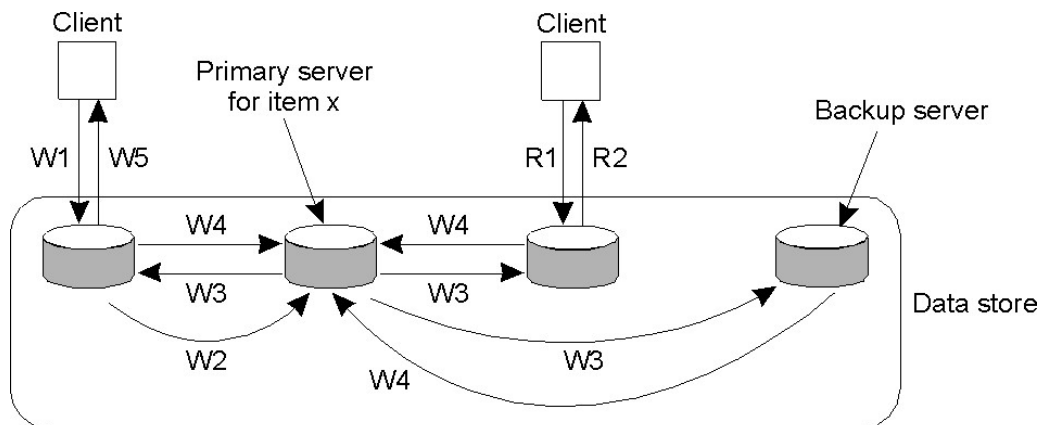 Client
Client
Primary server
for item x
Backup server
W1
W5
R1
R2
W4
W4
W3
W3
Data store
W2
W3
W4